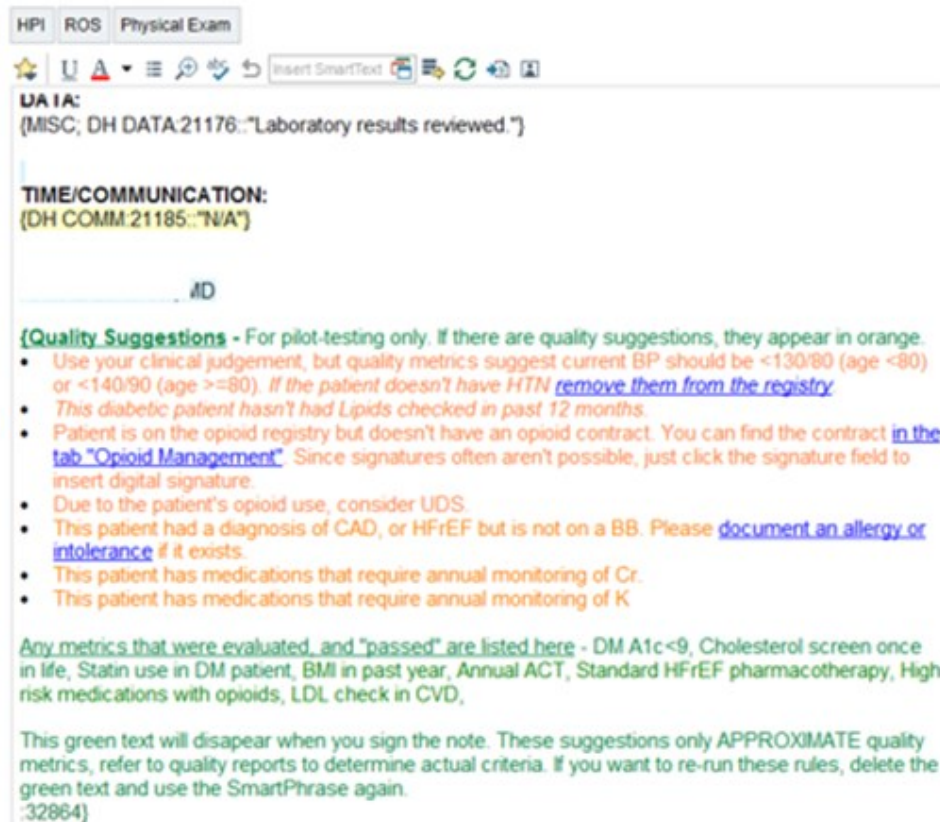 HPI ROS Physical Exam
U A Insert SmartText
DATA:
{MISC; DH DATA:21176::"Laboratory results reviewed."}
TIME/COMMUNICATION:
{DH COMM:21185::"N/A"}
MD
{Quality Suggestions - For pilot-testing only. If there are quality suggestions, they appear in orange.
• Use your clinical judgement, but quality metrics suggest current BP should be <130/80 (age <80)
or <140/90 (age >=80). If the patient doesn't have HTN remove them from the registry.
• This diabetic patient hasn't had Lipids checked in past 12 months.
• Patient is on the opioid registry but doesn't have an opioid contract. You can find the contract in the
tab "Opioid Management". Since signatures often aren't possible, just click the signature field to
insert digital signature.
• Due to the patient's opioid use, consider UDS.
• This patient had a diagnosis of CAD, or HFrEF but is not on a BB. Please document an allergy or
intolerance if it exists.
• This patient has medications that require annual monitoring of Cr.
• This patient has medications that require annual monitoring of K
Any metrics that were evaluated, and "passed" are listed here - DM A1c<9, Cholesterol screen once
in life, Statin use in DM patient, BMI in past year, Annual ACT, Standard HFrEF pharmacotherapy, High
risk medications with opioids, LDL check in CVD,
This green text will disapear when you sign the note. These suggestions only APPROXIMATE quality
metrics, refer to quality reports to determine actual criteria. If you want to re-run these rules, delete the
green text and use the SmartPhrase again.
:32864}